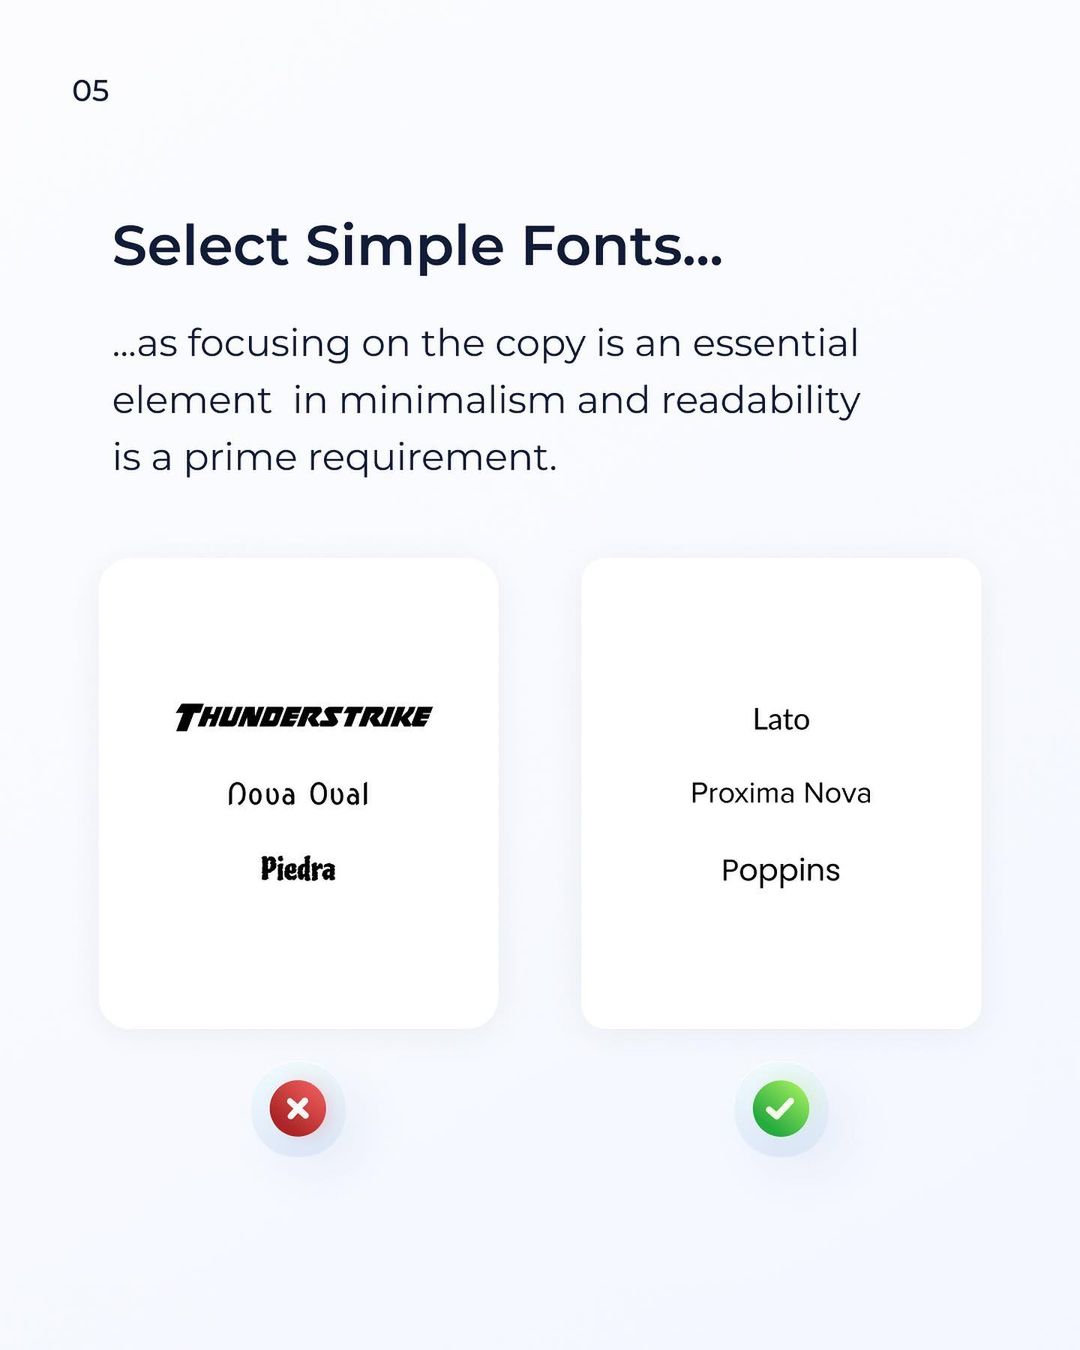 05
Select Simple Fonts...
...as focusing on the copy is an essential
element  in minimalism and readability
is a prime requirement.
THUNDERSTRIKE
Nova Oval
Piedra
Lato
Proxima Nova
Poppins